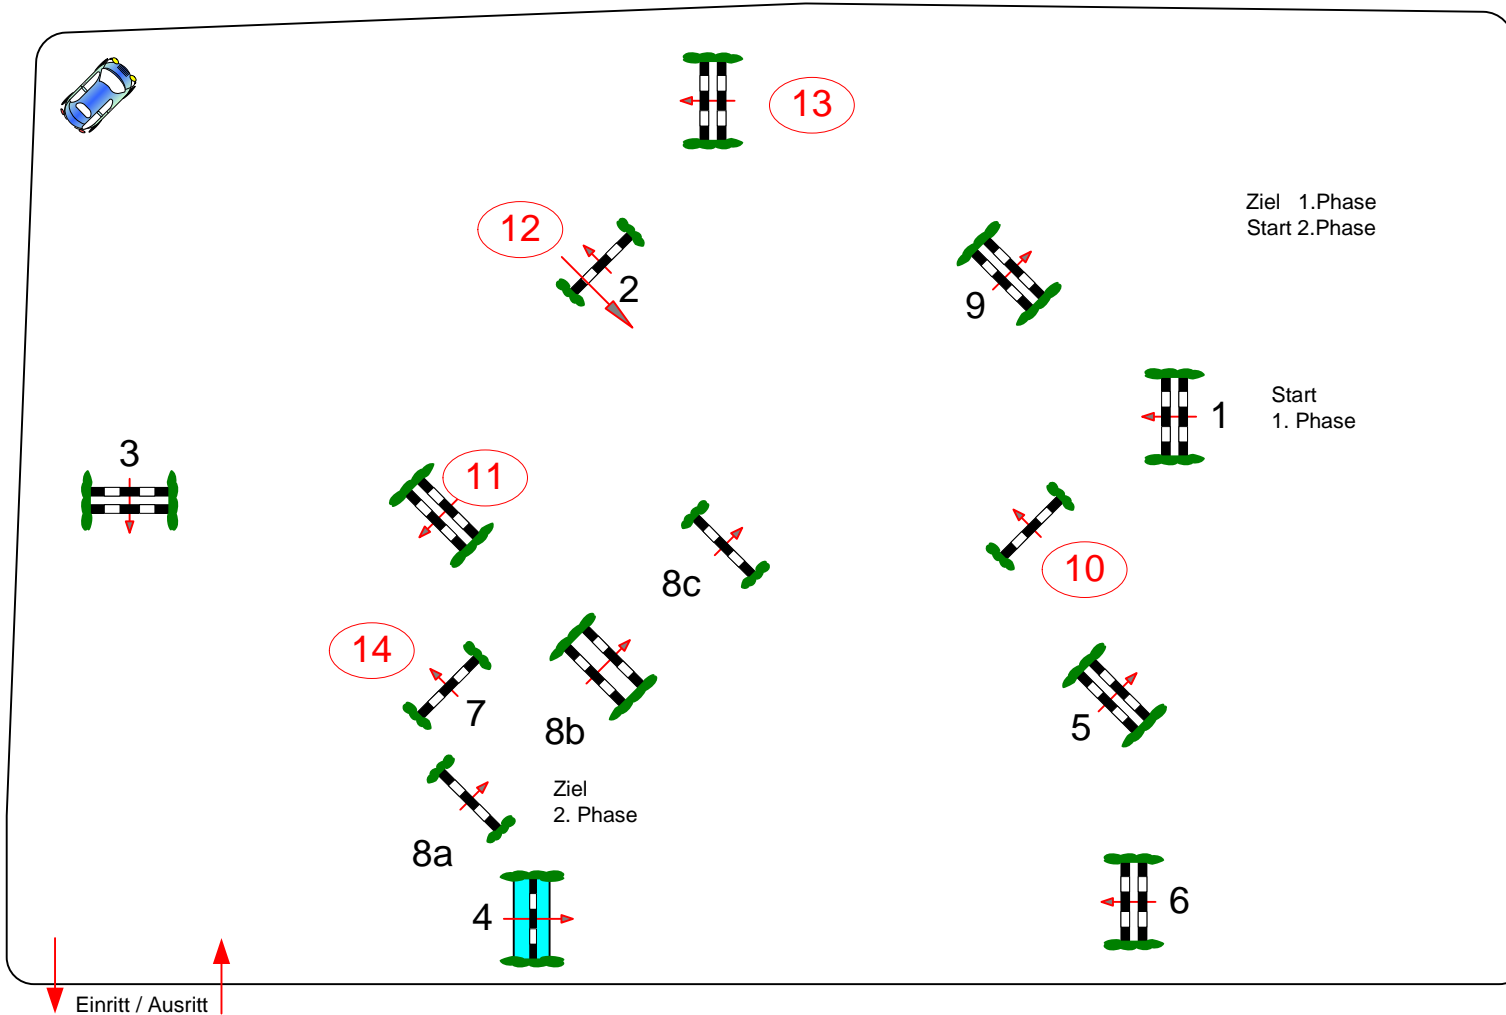 13
12
2
Ziel 1.Phase
Start 2.Phase
9
1
Start
1. Phase
3
11
8c
10
14
7
8b
5
Ziel
2. Phase
8a
4
6
Einritt / Ausritt